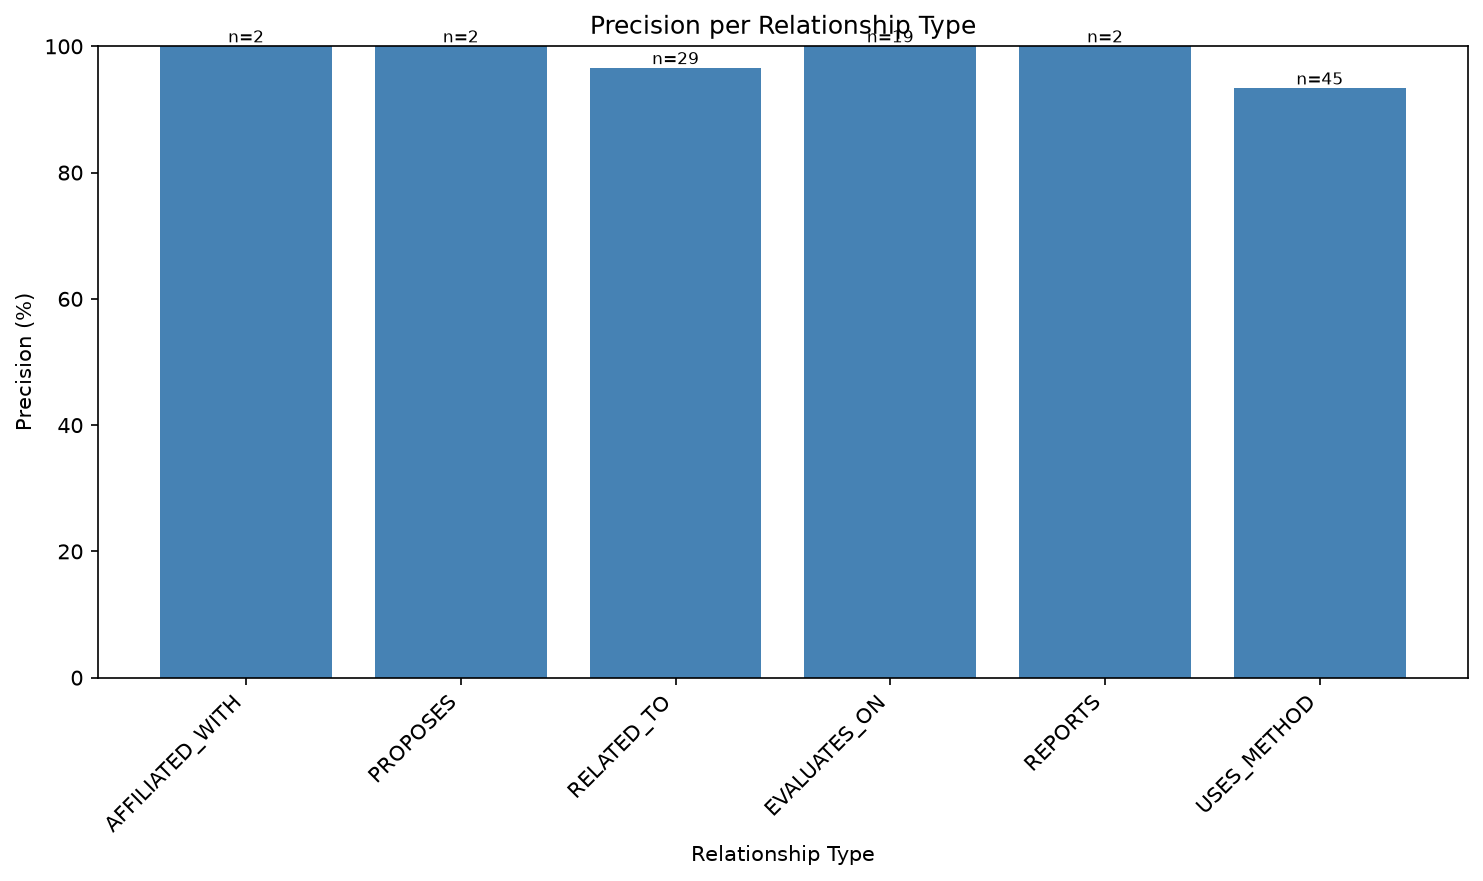 Precision per Relationship Type
n=2
n=2
n=29
n=19
n=2
n=45
100
80
60
40
20
0
Precision (%)
AFFILIATED_WITH
PROPOSES
RELATED_TO
EVALUATES_ON
REPORTS
USES_METHOD
Relationship Type